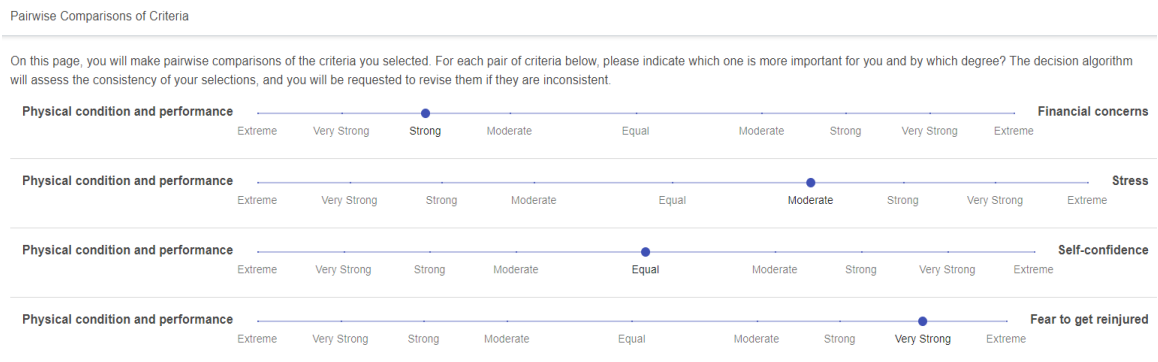 Pairwise Comparisons of Criteria
On this page, you will make pairwise comparisons of the criteria you selected. For each pair of criteria below, please indicate which one is more important for you and by which degree? The decision algorithm
will assess the consistency of your selections, and you will be requested to revise them if they are inconsistent.
Physical condition and performance Financial concerns
Extreme Very Strong Strong Moderate Equal Moderate Strong Very Strong Extreme
Physical condition and performance Stress
Extreme Very Strong Strong Moderate Equal Moderate Strong Very Strong Extreme
Physical condition and performance Self-confidence
Extreme Very Strong Strong Moderate Equal Moderate Strong Very Strong Extreme
Physical condition and performance Fear to get reinjured
Extreme Very Strong Strong Moderate Equal Moderate Strong Very Strong Extreme